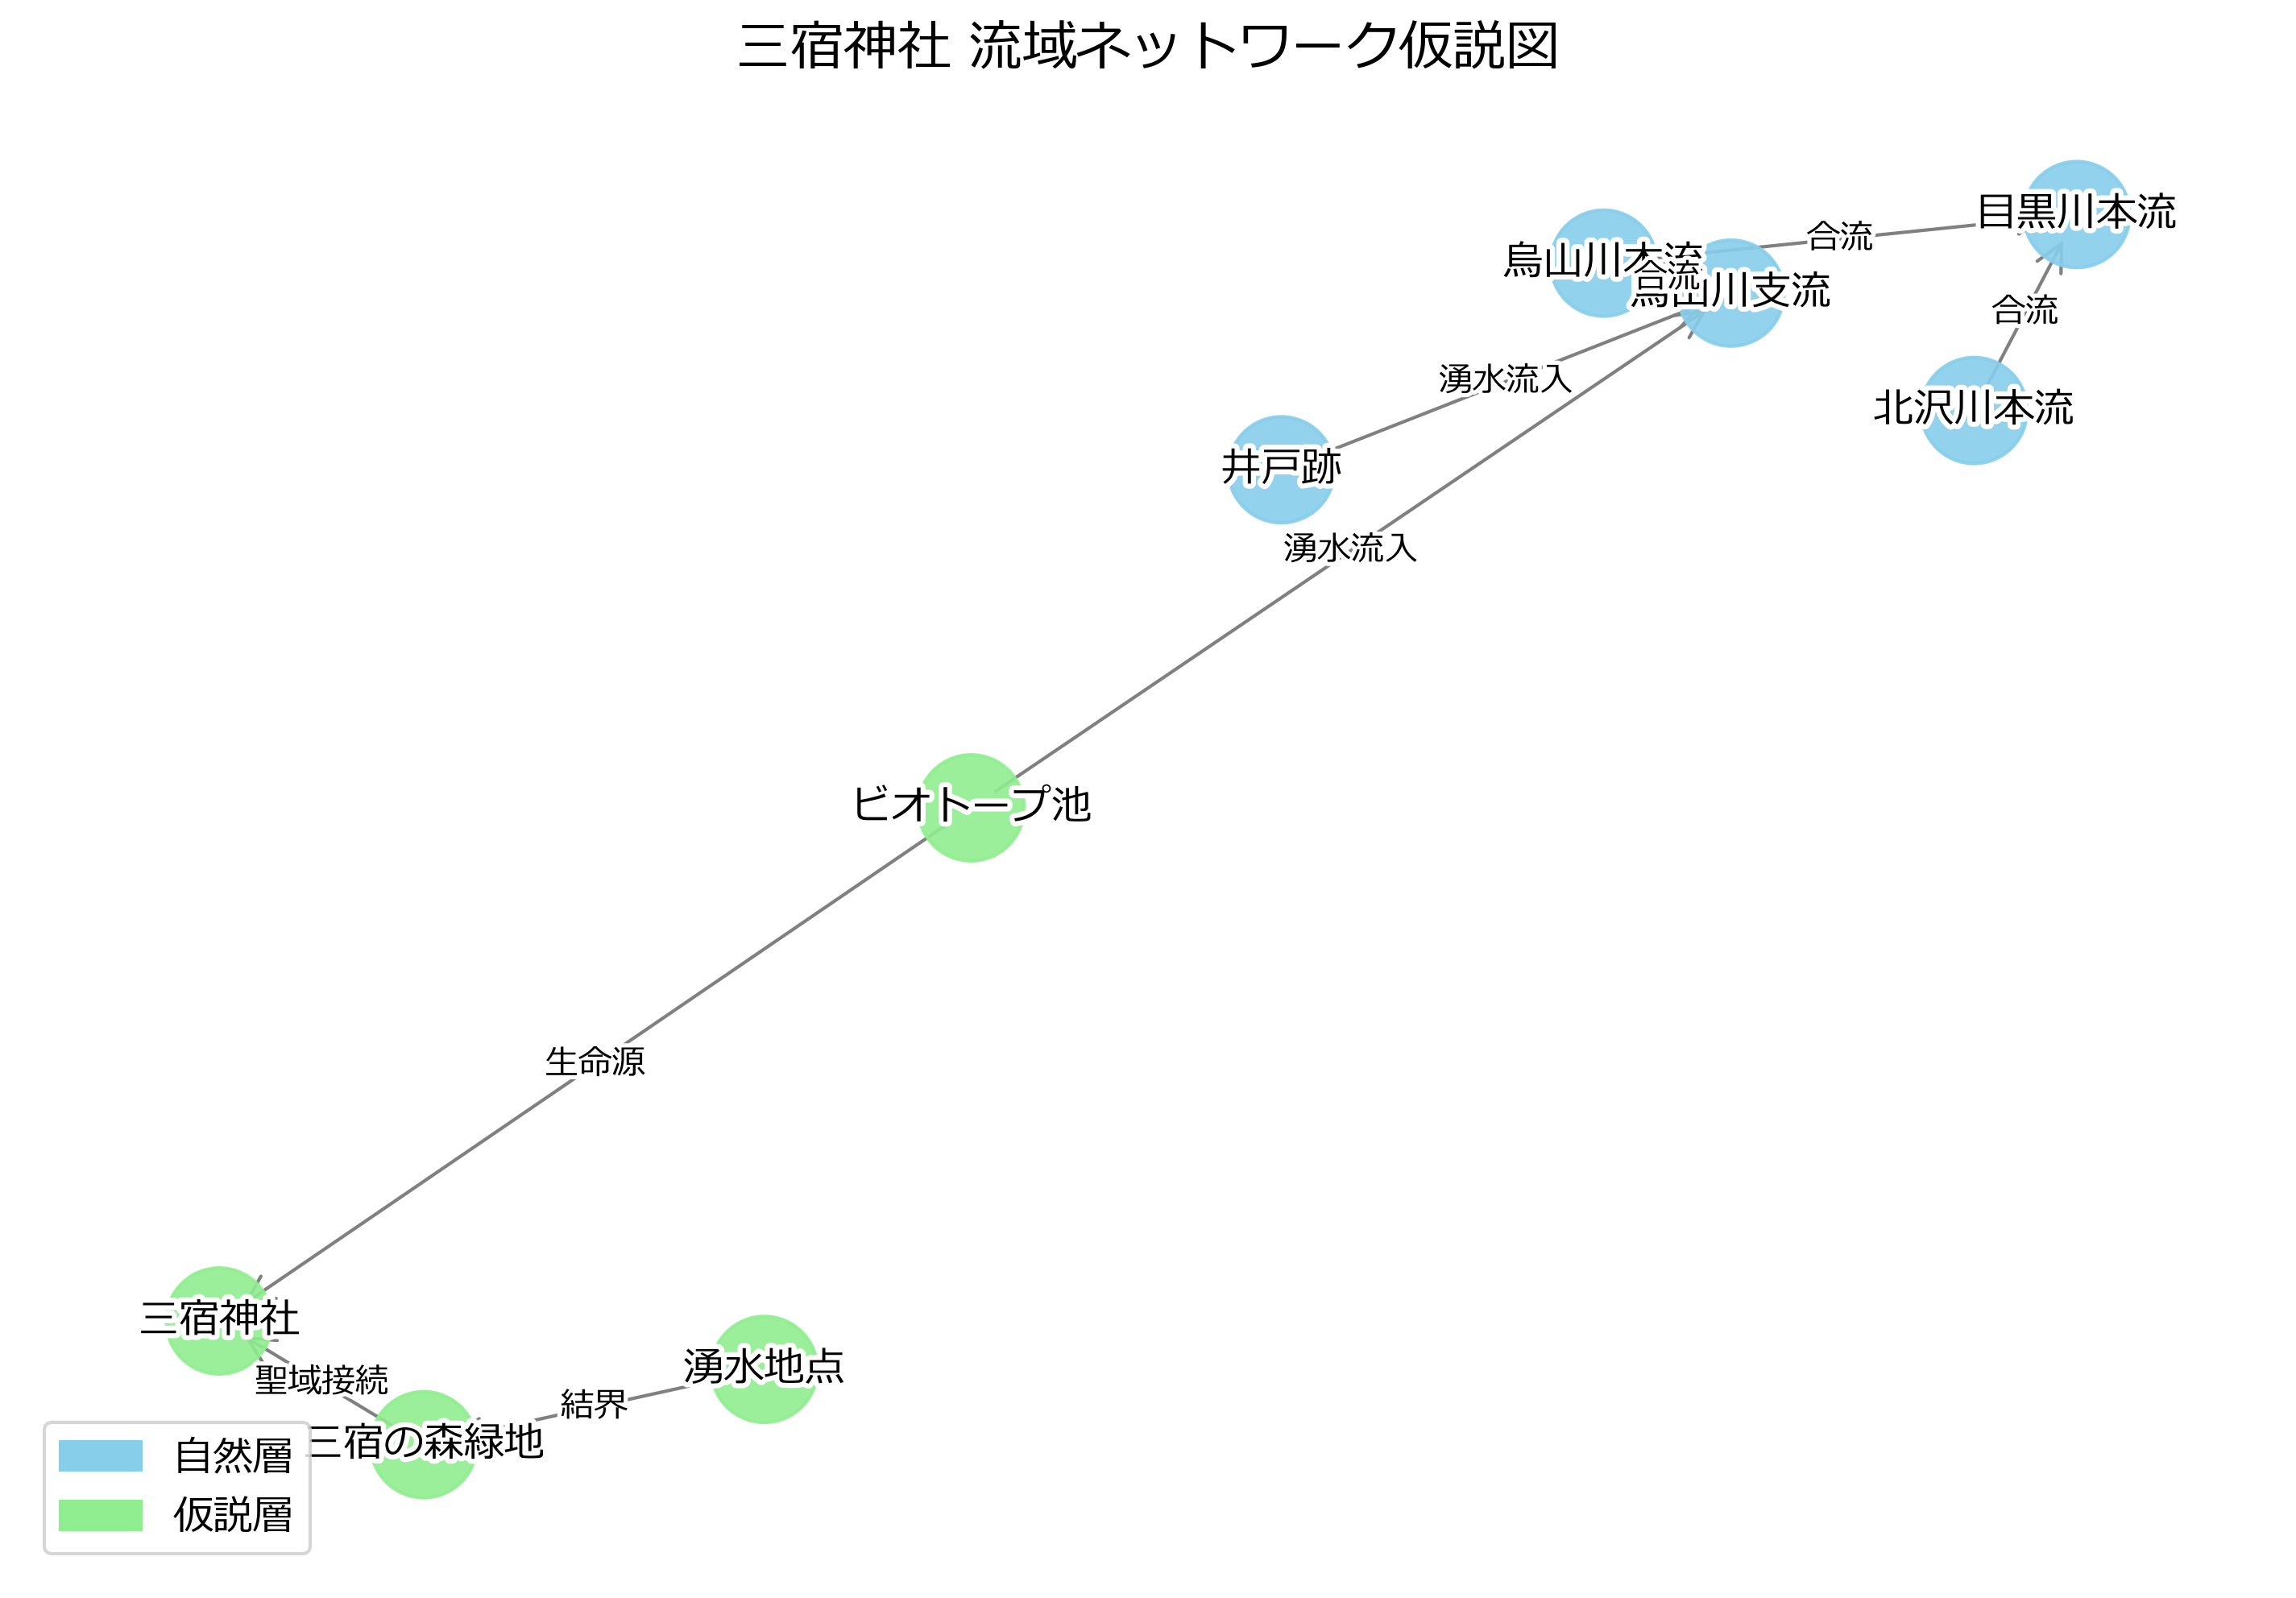 三宿神社 流域ネットワーク仮説図
目黒川本流
合流
烏山川本流
合流
烏山川支流
合流
湧水流入
北沢川本流
井戸跡
湧水流入
ビオトープ池
生命源
三宿神社
湧水地点
聖域接続
結界
三宿の森緑地
自然層
仮説層